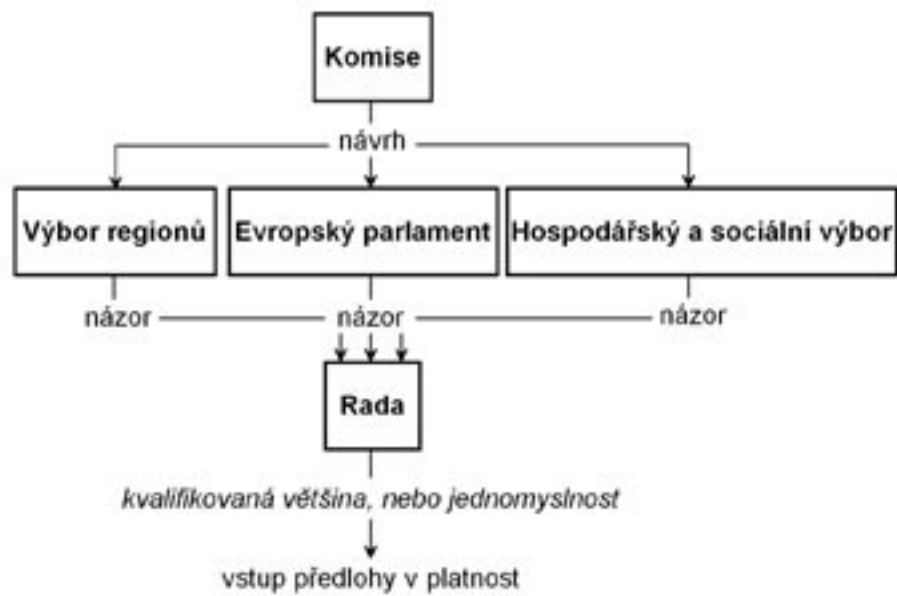 Komise
návrh
Výbor regionů
Evropský parlament
Hospodářský a sociální výbor
názor
názor
názor
Rada
kvalifikovaná většina, nebo jednomyslnost
vstup předlohy v platnost